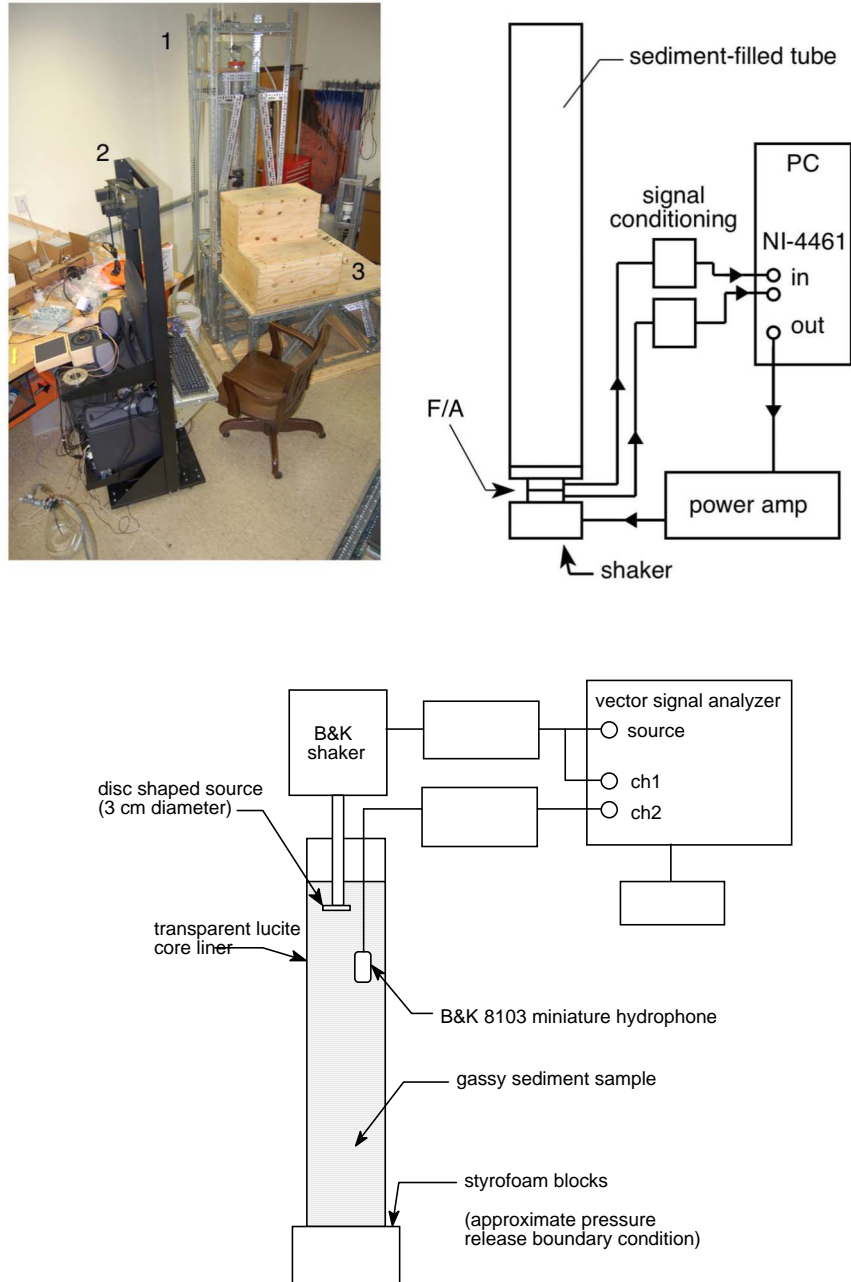 1
2
3
sediment-filled tube
PC
signal
conditioning
NI-4461
in
out
F/A
power amp
shaker
B&K
shaker
vector signal analyzer
source
ch1
ch2
disc shaped source
(3 cm diameter)
transparent lucite
core liner
B&K 8103 miniature hydrophone
gassy sediment sample
styrofoam blocks
(approximate pressure
release boundary condition)